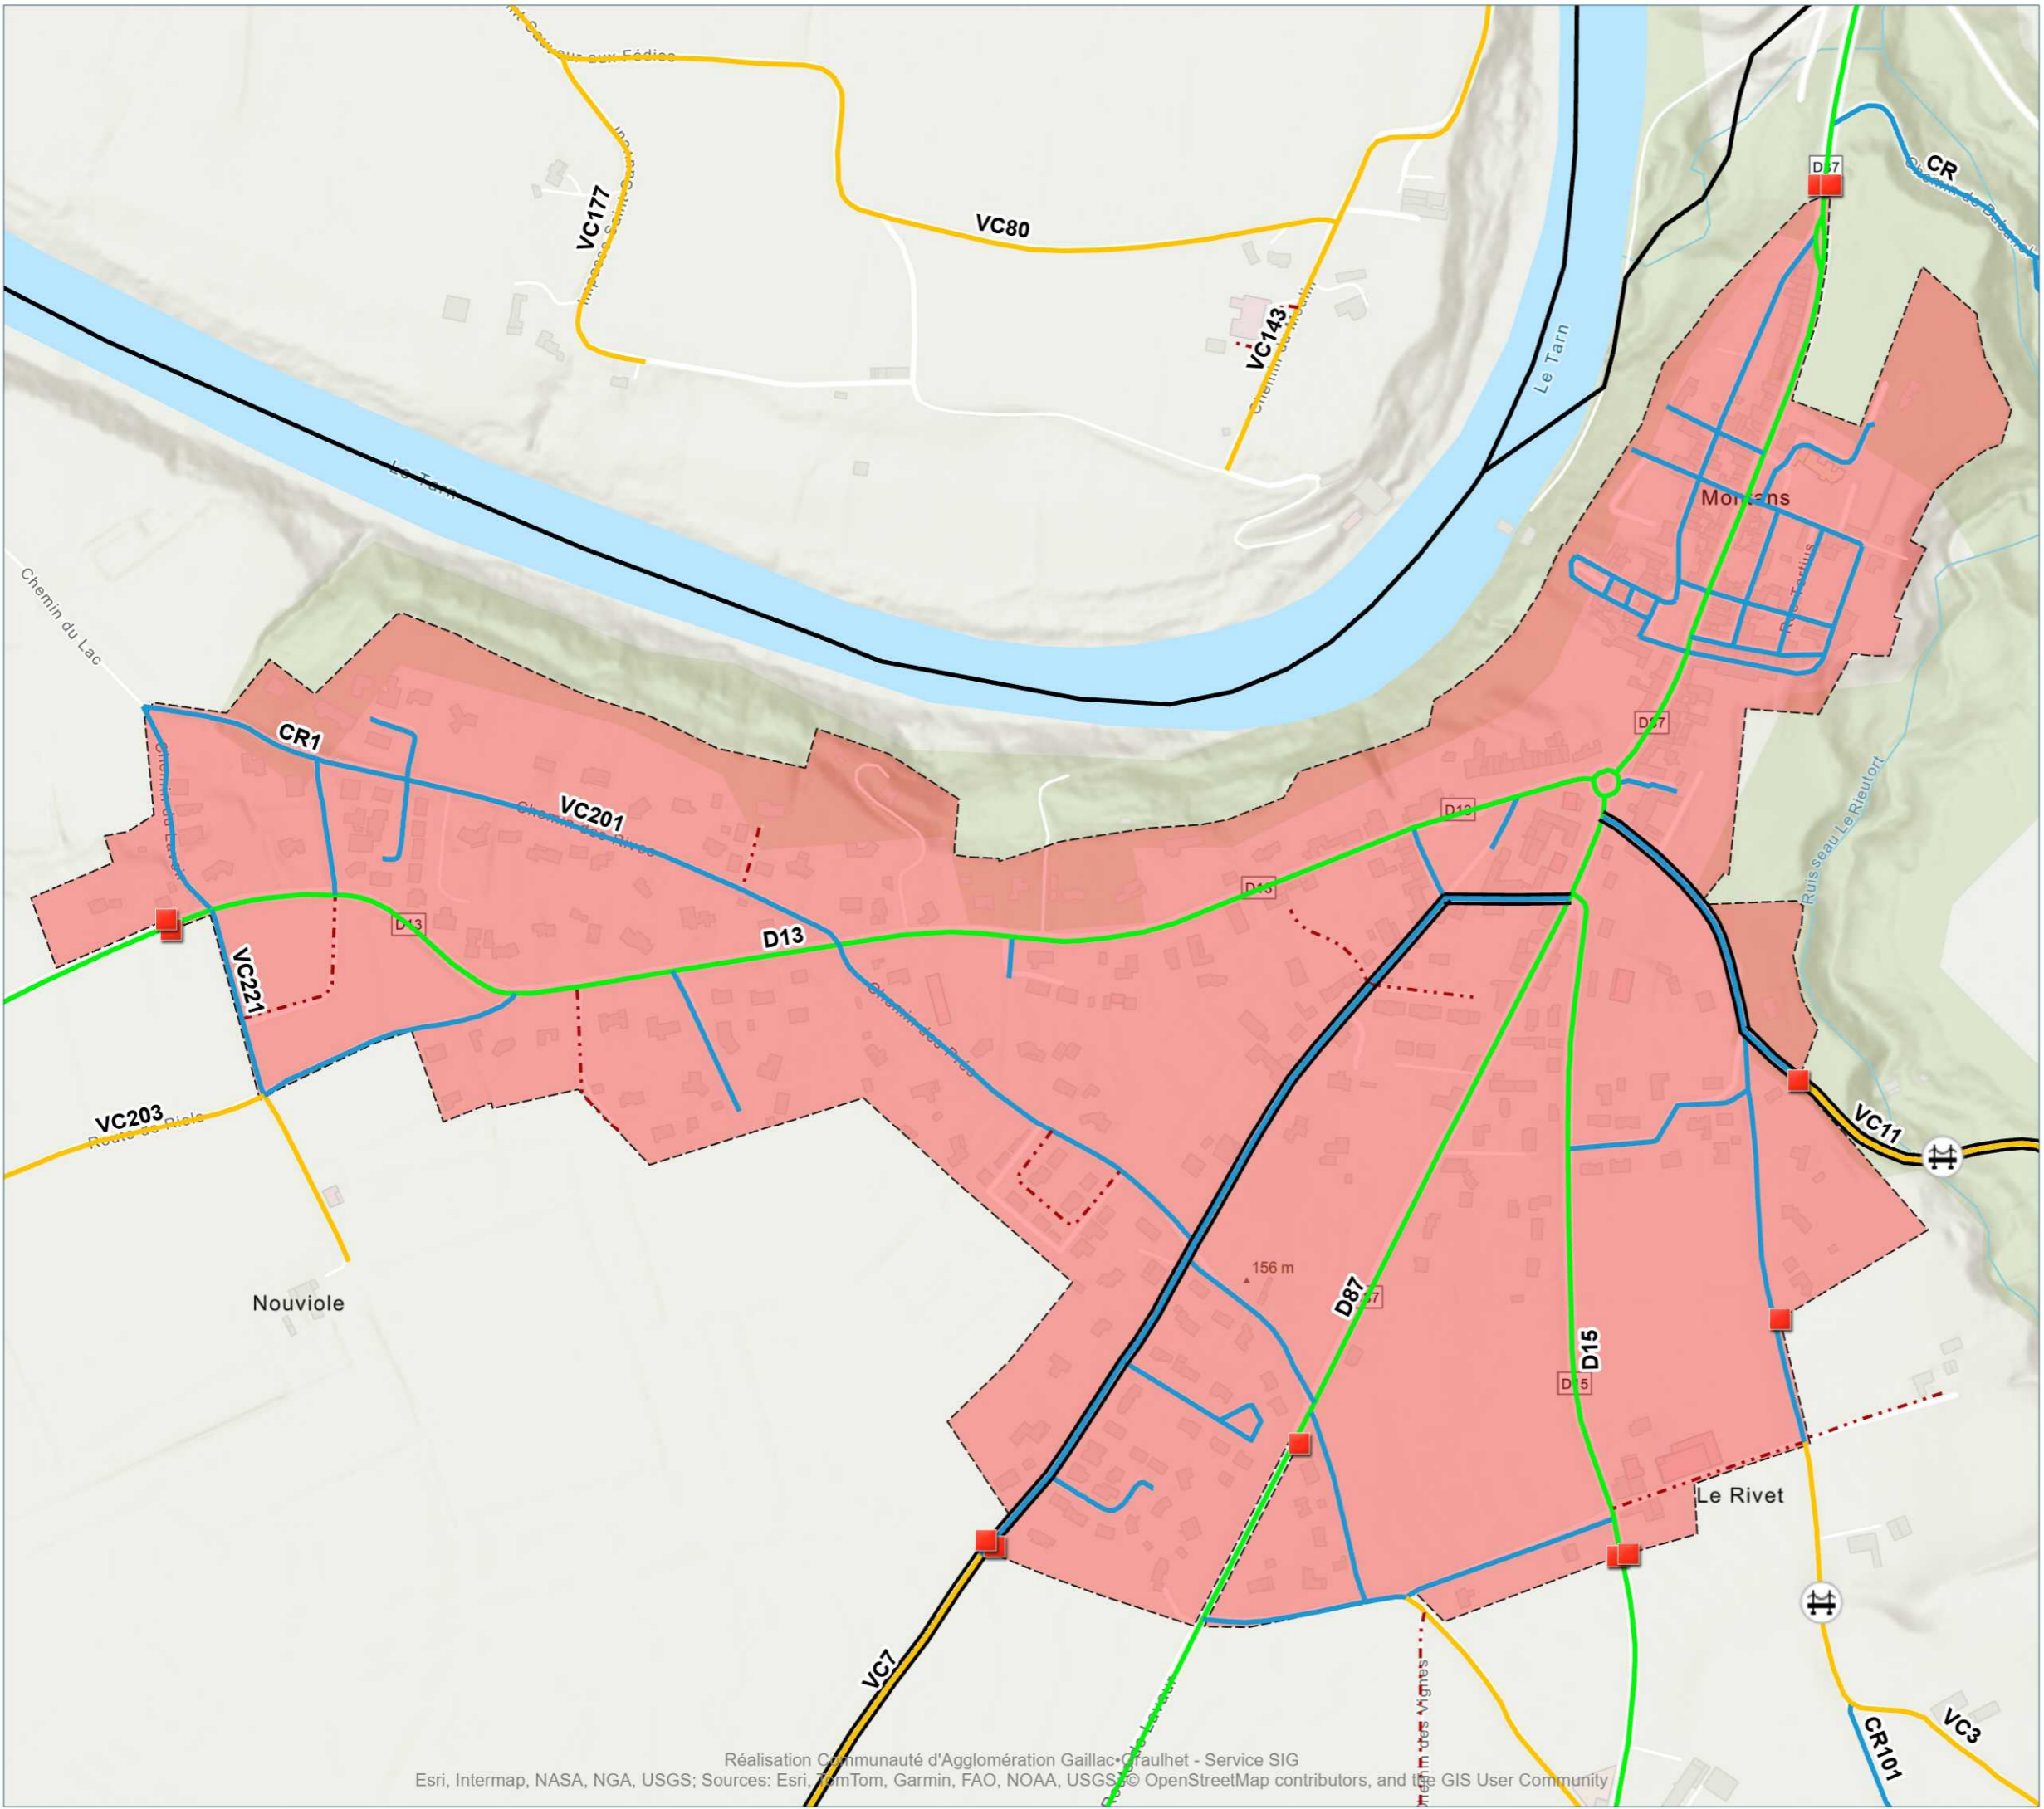 VC177
VC80
VC143
Le Tarn
CR
Le Tarn
Montans
Chemin du Lac
D87
CR1
VC201
Chemin des Rives
D13
D13
Ruisseau Le Rieutort
D13
D13
VC221
Chemin des Prés
VC203
Route de Riols
VC11
156 m
Nouviole
D87
D15
D15
Le Rivet
VC7
VC3
CR101
Réalisation Communauté d'Agglomération Gaillac•Graulhet - Service SIG
Esri, Intermap, NASA, NGA, USGS; Sources: Esri, TomTom, Garmin, FAO, NOAA, USGS, © OpenStreetMap contributors, and the GIS User Community